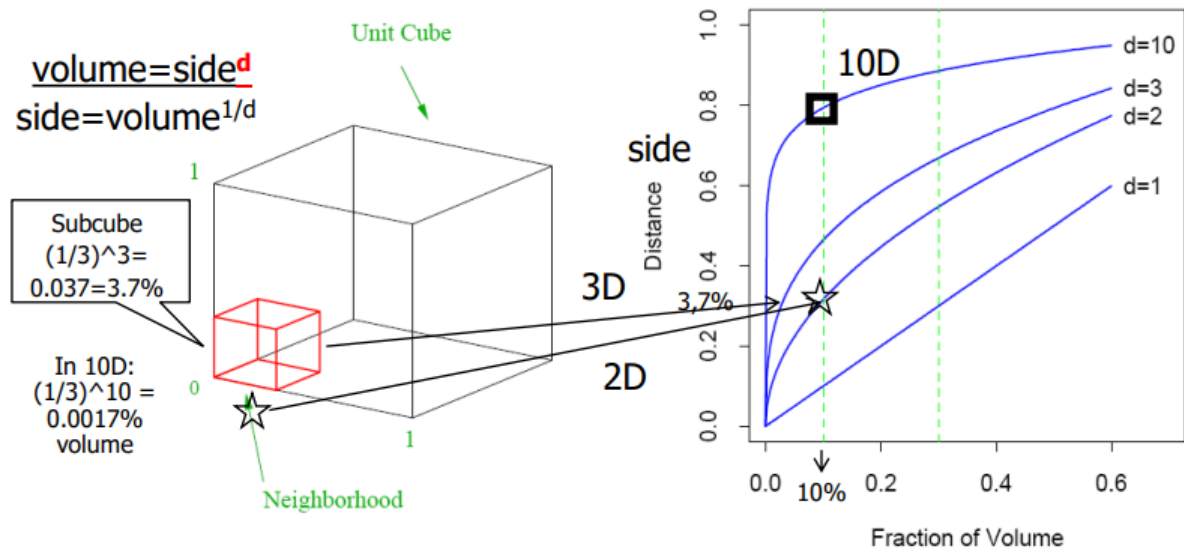 volume=side^d
side=volume^1/d
Unit Cube
1
Subcube
(1/3)^3=
0.037=3.7%
In 10D:
(1/3)^10 =
0.0017%
volume
0
1
Neighborhood
3D
2D
side
Distance
0.0
0.2
0.4
0.6
0.8
1.0
10D
3,7%
d=10
d=3
d=2
d=1
0.0
0.2
0.4
0.6
10%
Fraction of Volume